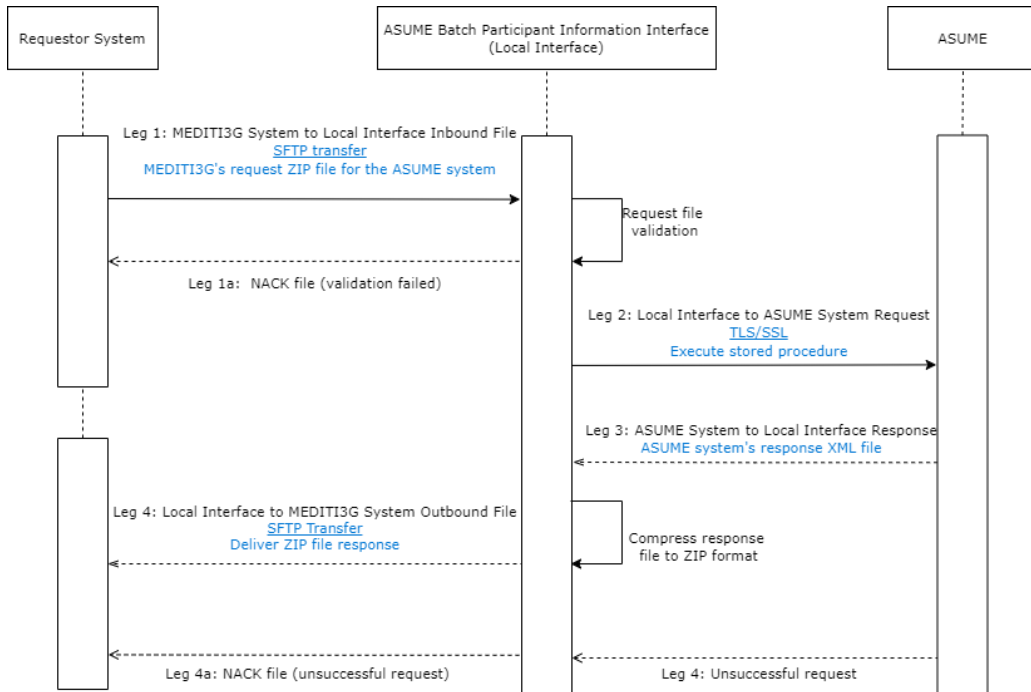 Requestor System
ASUME Batch Participant Information Interface
(Local Interface)
ASUME
Leg 1: MEDITI3G System to Local Interface Inbound File
SFTP transfer
MEDITI3G's request ZIP file for the ASUME system
Request file
validation
Leg 1a:  NACK file (validation failed)
Leg 2: Local Interface to ASUME System Request
TLS/SSL
Execute stored procedure
Leg 3: ASUME System to Local Interface Response
ASUME system's response XML file
Leg 4: Local Interface to MEDITI3G System Outbound File
SFTP Transfer
Deliver ZIP file response
Compress response
file to ZIP format
Leg 4a: NACK file (unsuccessful request)
Leg 4: Unsuccessful request